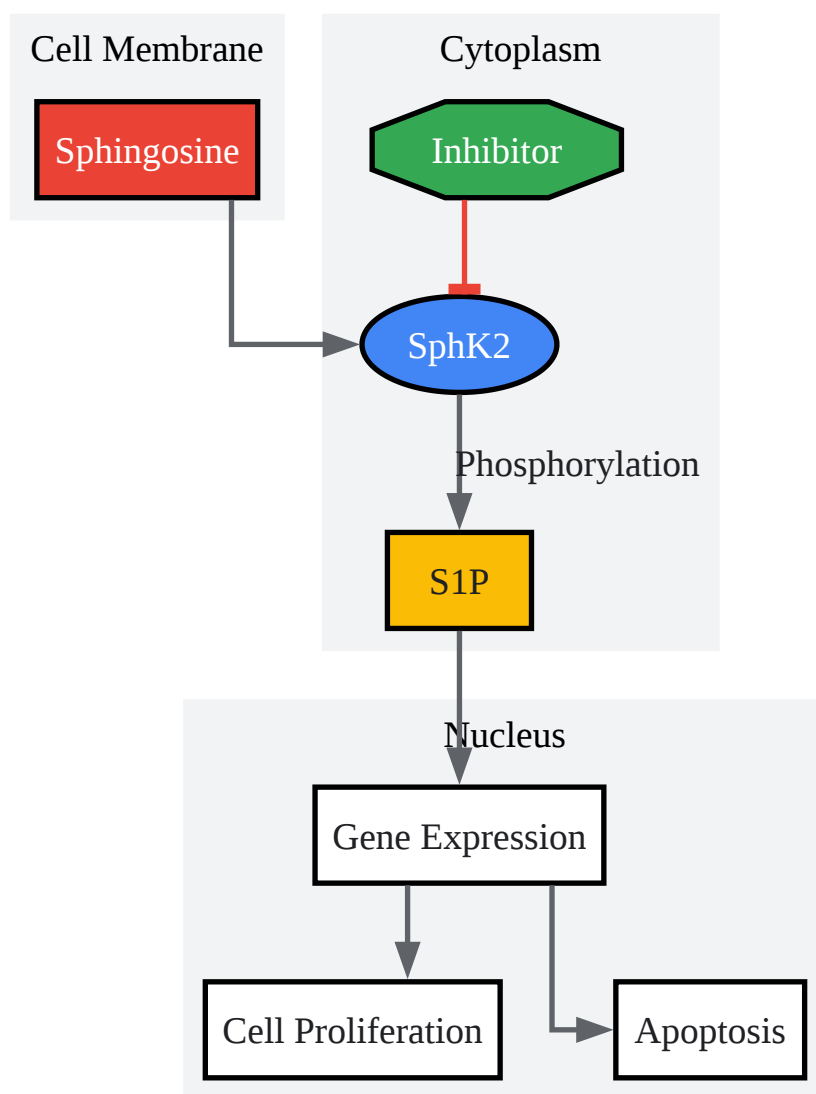 Cell Membrane
Cytoplasm
Sphingosine
Inhibitor
SphK2
Phosphorylation
S1P
Nucleus
Gene Expression
Cell Proliferation
Apoptosis